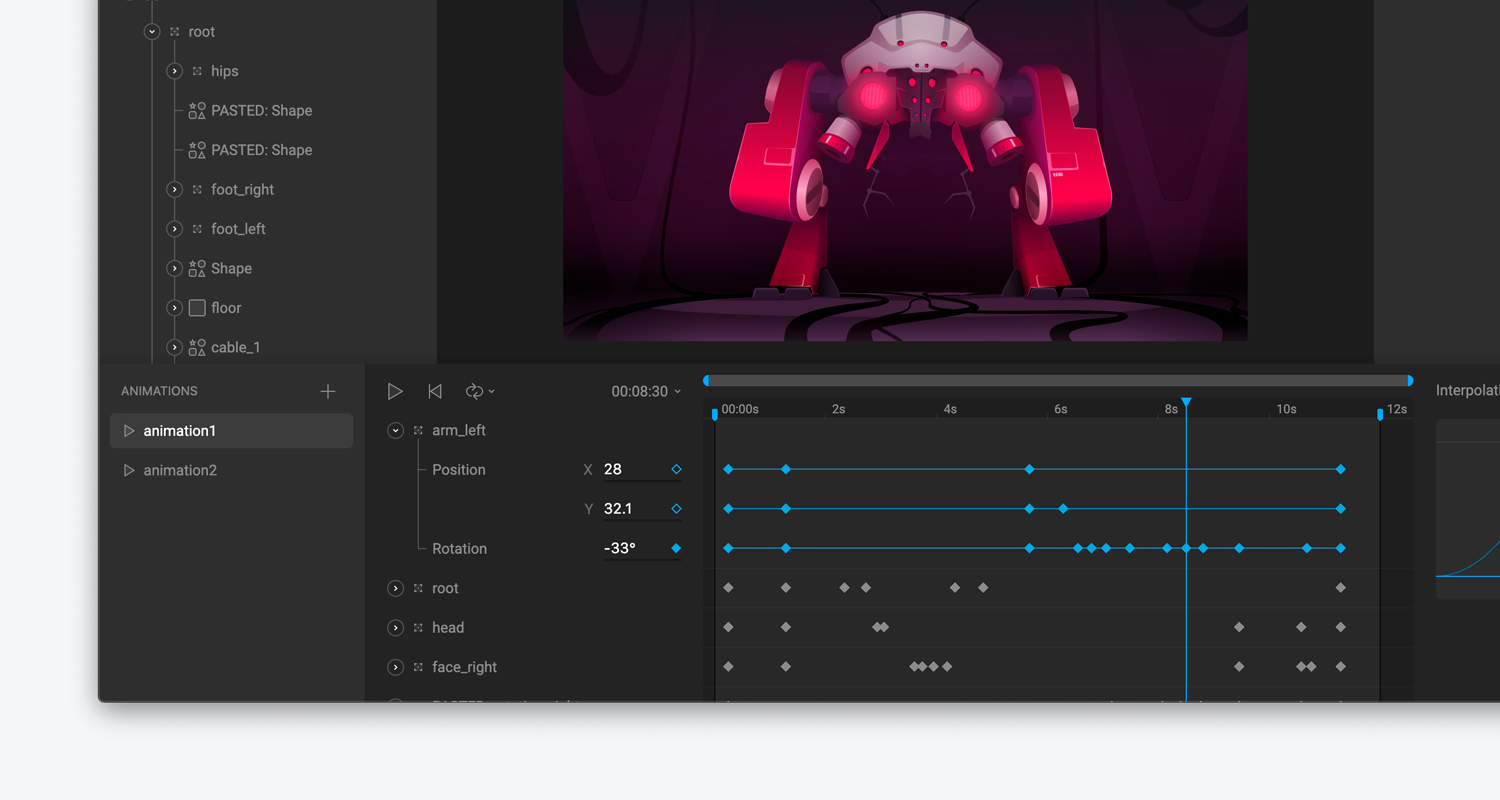 root
hips
PASTED: Shape
PASTED: Shape
foot_right
foot_left
Shape
floor
cable_1
ANIMATIONS
animation1
animation2
00:08:30
00:00s 2s 4s 6s 8s 10s 12s
arm_left
Position X 28
Y 32.1
Rotation -33°
root
head
face_right
Interpolati